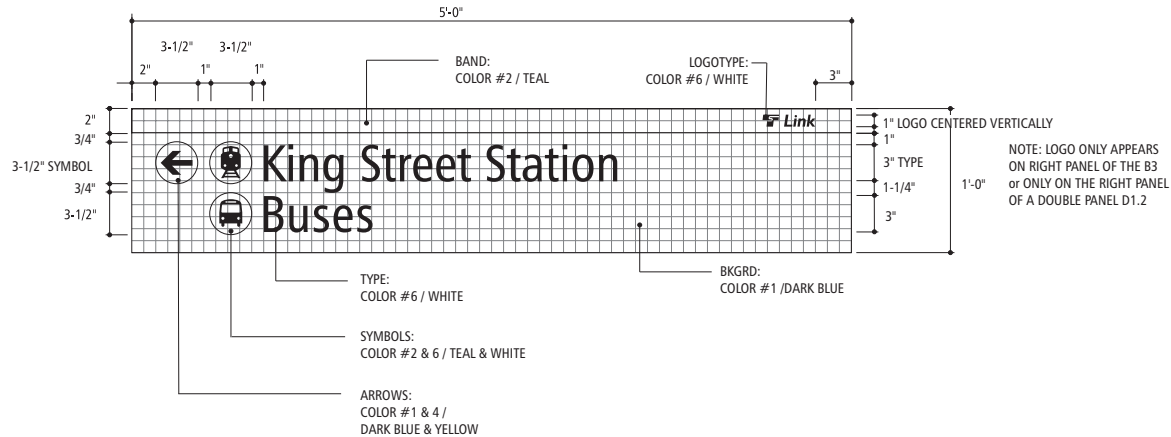 5'-0"
3-1/2" 3-1/2"
2" 1" 1"
BAND:
COLOR #2 / TEAL
LOGOTYPE:
COLOR #6 / WHITE
3"
2"
3/4"
3-1/2" SYMBOL
3/4"
3-1/2"
Link
King Street Station
Buses
1" LOGO CENTERED VERTICALLY
1"
3" TYPE
1-1/4"
3"
1'-0"
NOTE: LOGO ONLY APPEARS
ON RIGHT PANEL OF THE B3
or ONLY ON THE RIGHT PANEL
OF A DOUBLE PANEL D1.2
TYPE:
COLOR #6 / WHITE
BKGRD:
COLOR #1 /DARK BLUE
SYMBOLS:
COLOR #2 & 6 / TEAL & WHITE
ARROWS:
COLOR #1 & 4 /
DARK BLUE & YELLOW